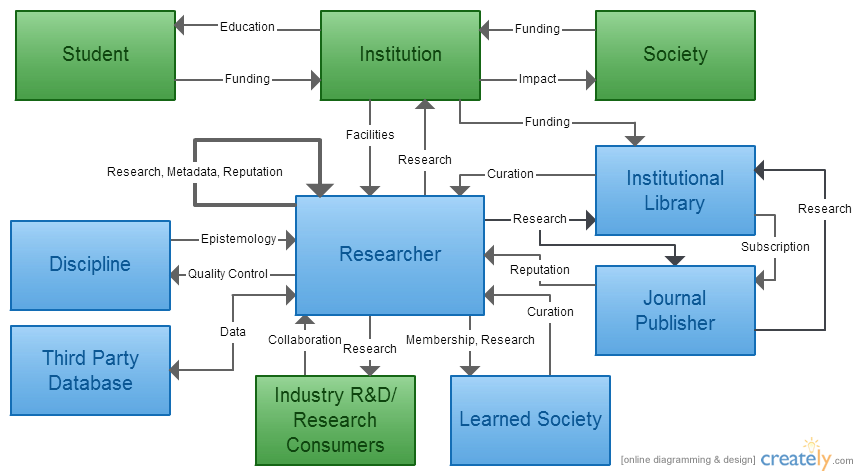 Student
Education
Funding
Institution
Funding
Impact
Society
Facilities
Research
Funding
Research, Metadata, Reputation
Curation
Institutional
Library
Research
Discipline
Epistemology
Quality Control
Researcher
Research
Reputation
Subscription
Journal
Publisher
Third Party
Database
Data
Collaboration
Research
Membership, Research
Curation
Industry R&D/
Research
Consumers
Learned Society
[online diagramming & design] creately.com